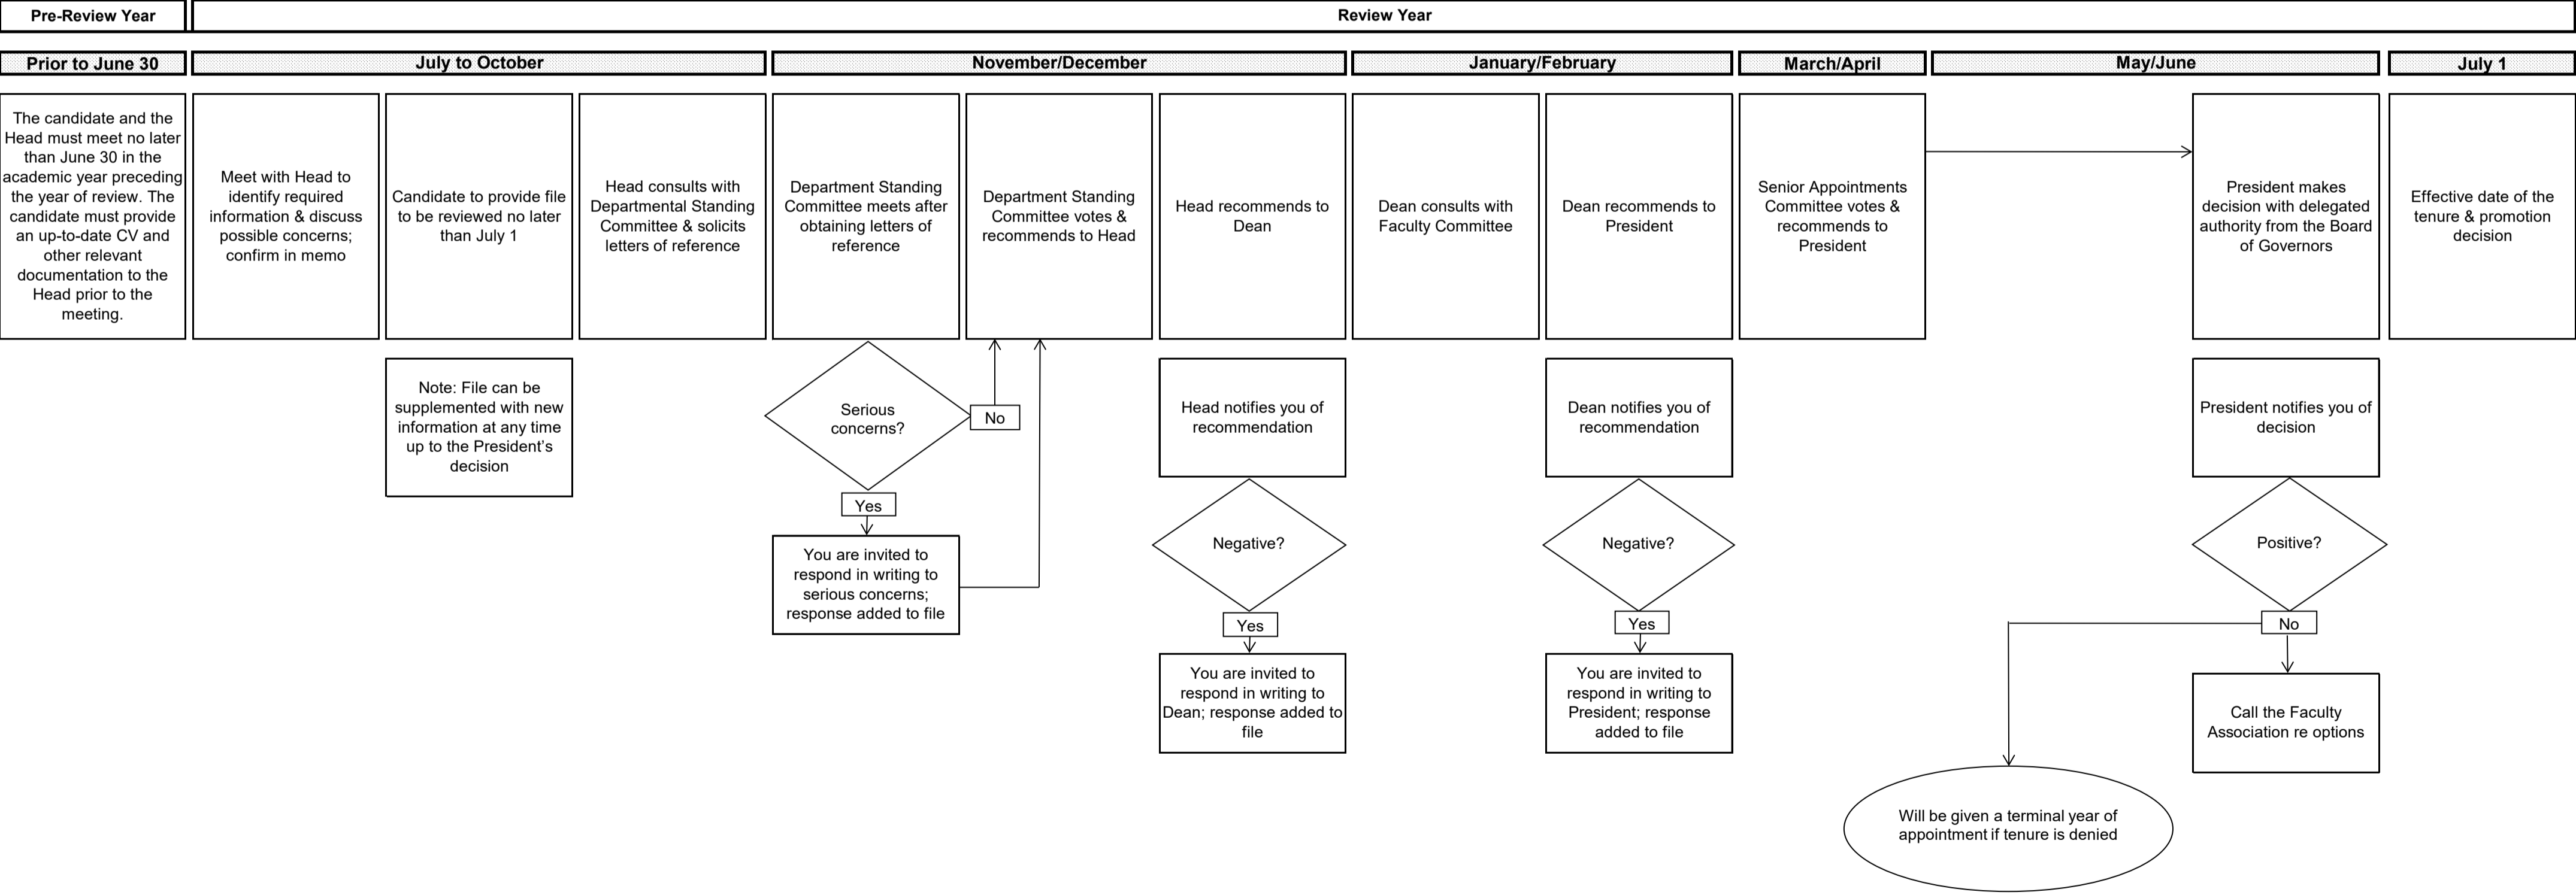 Pre-Review Year
Review Year
Prior to June 30
July to October
November/December
January/February
March/April
May/June
July 1
The candidate and the
Head must meet no later
than June 30 in the
academic year preceding
the year of review. The
candidate must provide
an up-to-date CV and
other relevant
documentation to the
Head prior to the
meeting.
Meet with Head to
identify required
information & discuss
possible concerns;
confirm in memo
Candidate to provide file
to be reviewed no later
than July 1
Head consults with
Departmental Standing
Committee & solicits
letters of reference
Department Standing
Committee meets after
obtaining letters of
reference
Department Standing
Committee votes &
recommends to Head
Head recommends to
Dean
Dean consults with
Faculty Committee
Dean recommends to
President
Senior Appointments
Committee votes &
recommends to
President
President makes
decision with delegated
authority from the Board
of Governors
Effective date of the
tenure & promotion
decision
Note: File can be
supplemented with new
information at any time
up to the President’s
decision
Serious
concerns?
No
Yes
You are invited to
respond in writing to
serious concerns;
response added to file
Head notifies you of
recommendation
Negative?
Yes
You are invited to
respond in writing to
Dean; response added to
file
Dean notifies you of
recommendation
Negative?
Yes
You are invited to
respond in writing to
President; response
added to file
President notifies you of
decision
Positive?
No
Call the Faculty
Association re options
Will be given a terminal year of
appointment if tenure is denied